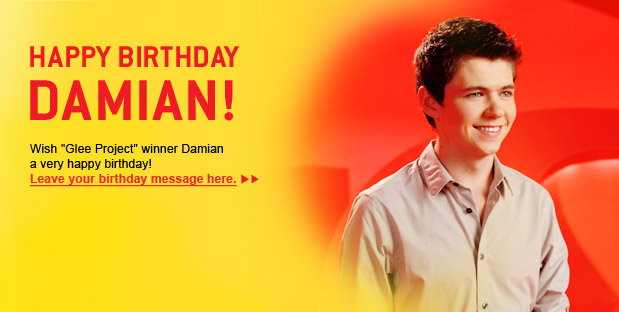 HAPPY BIRTHDAY
DAMIAN!
Wish "Glee Project" winner Damian
a very happy birthday!
Leave your birthday message here.